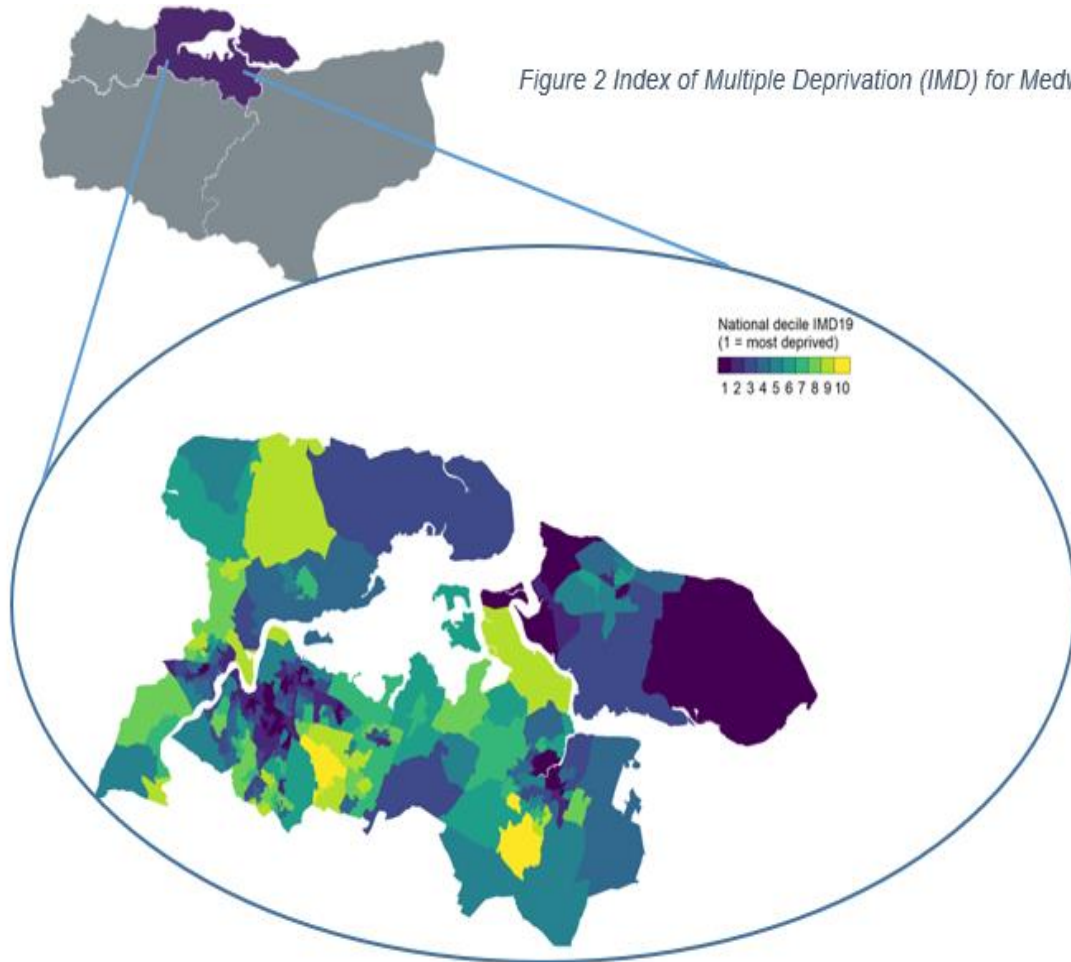 Figure 2 Index of Multiple Deprivation (IMD) for
National decile IMD19
(1 = most deprived)
1 2 3 4 5 6 7 8 9 10